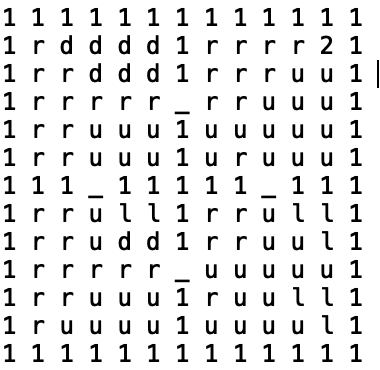 1 1 1 1 1 1 1 1 1 1 1 1 1
1 r d d d d 1 r r r r 2 1
1 r r d d d 1 r r r u u 1
1 r r r r r _ r r u u u 1
1 r r u u u 1 u u u u u 1
1 r r u u u 1 u r u u u 1
1 1 1 _ 1 1 1 1 1 _ 1 1 1
1 r r u l l 1 r r u l l 1
1 r r u d d 1 r r u u l 1
1 r r r r r _ u u u u u 1
1 r r u u u 1 r u u l l 1
1 r u u u u 1 u u u u l 1
1 1 1 1 1 1 1 1 1 1 1 1 1